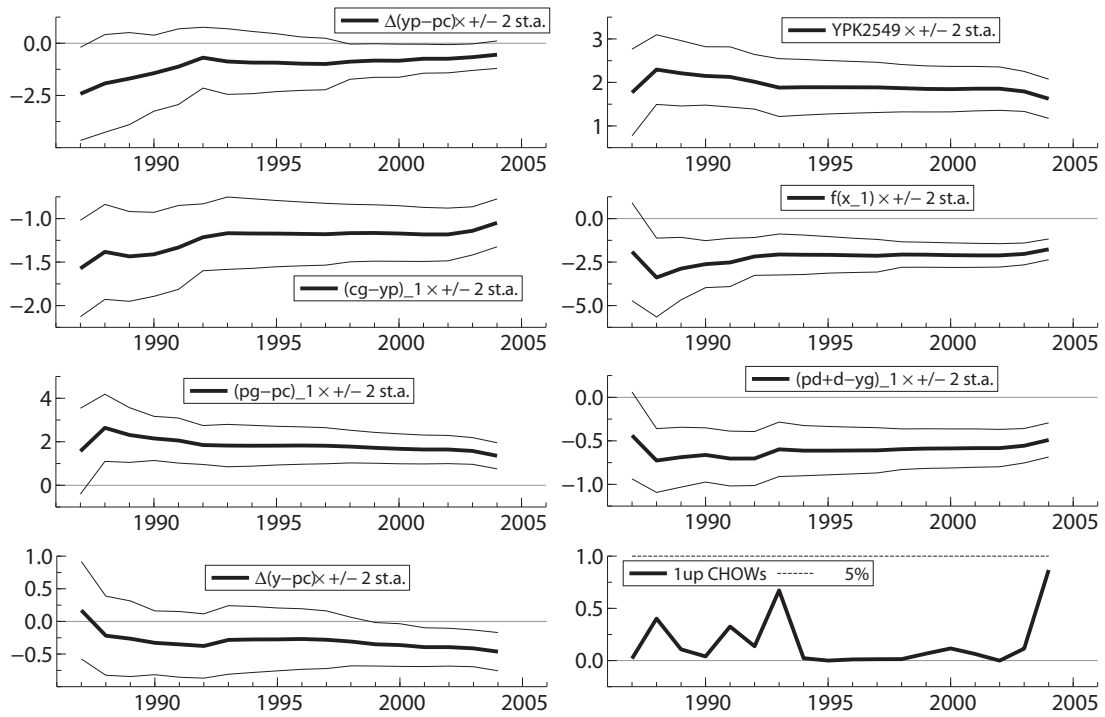 Δ(yp−pc)× +/− 2 st.a.
0.0
−2.5
1990 1995 2000 2005
YPK2549 × +/− 2 st.a.
3
2
1
1990 1995 2000 2005
−1.0
−1.5
−2.0
(cg−yp)_1 × +/− 2 st.a.
1990 1995 2000 2005
f(x_1) × +/− 2 st.a.
0.0
−2.5
−5.0
1990 1995 2000 2005
(pg−pc)_1 × +/− 2 st.a.
4
2
0
1990 1995 2000 2005
(pd+d−yg)_1 × +/− 2 st.a.
0.0
−0.5
−1.0
1990 1995 2000 2005
1.0
0.5
Δ(y−pc)× +/− 2 st.a.
0.0
−0.5
1990 1995 2000 2005
1.0
1up CHOWs 5%
0.5
0.0
1990 1995 2000 2005